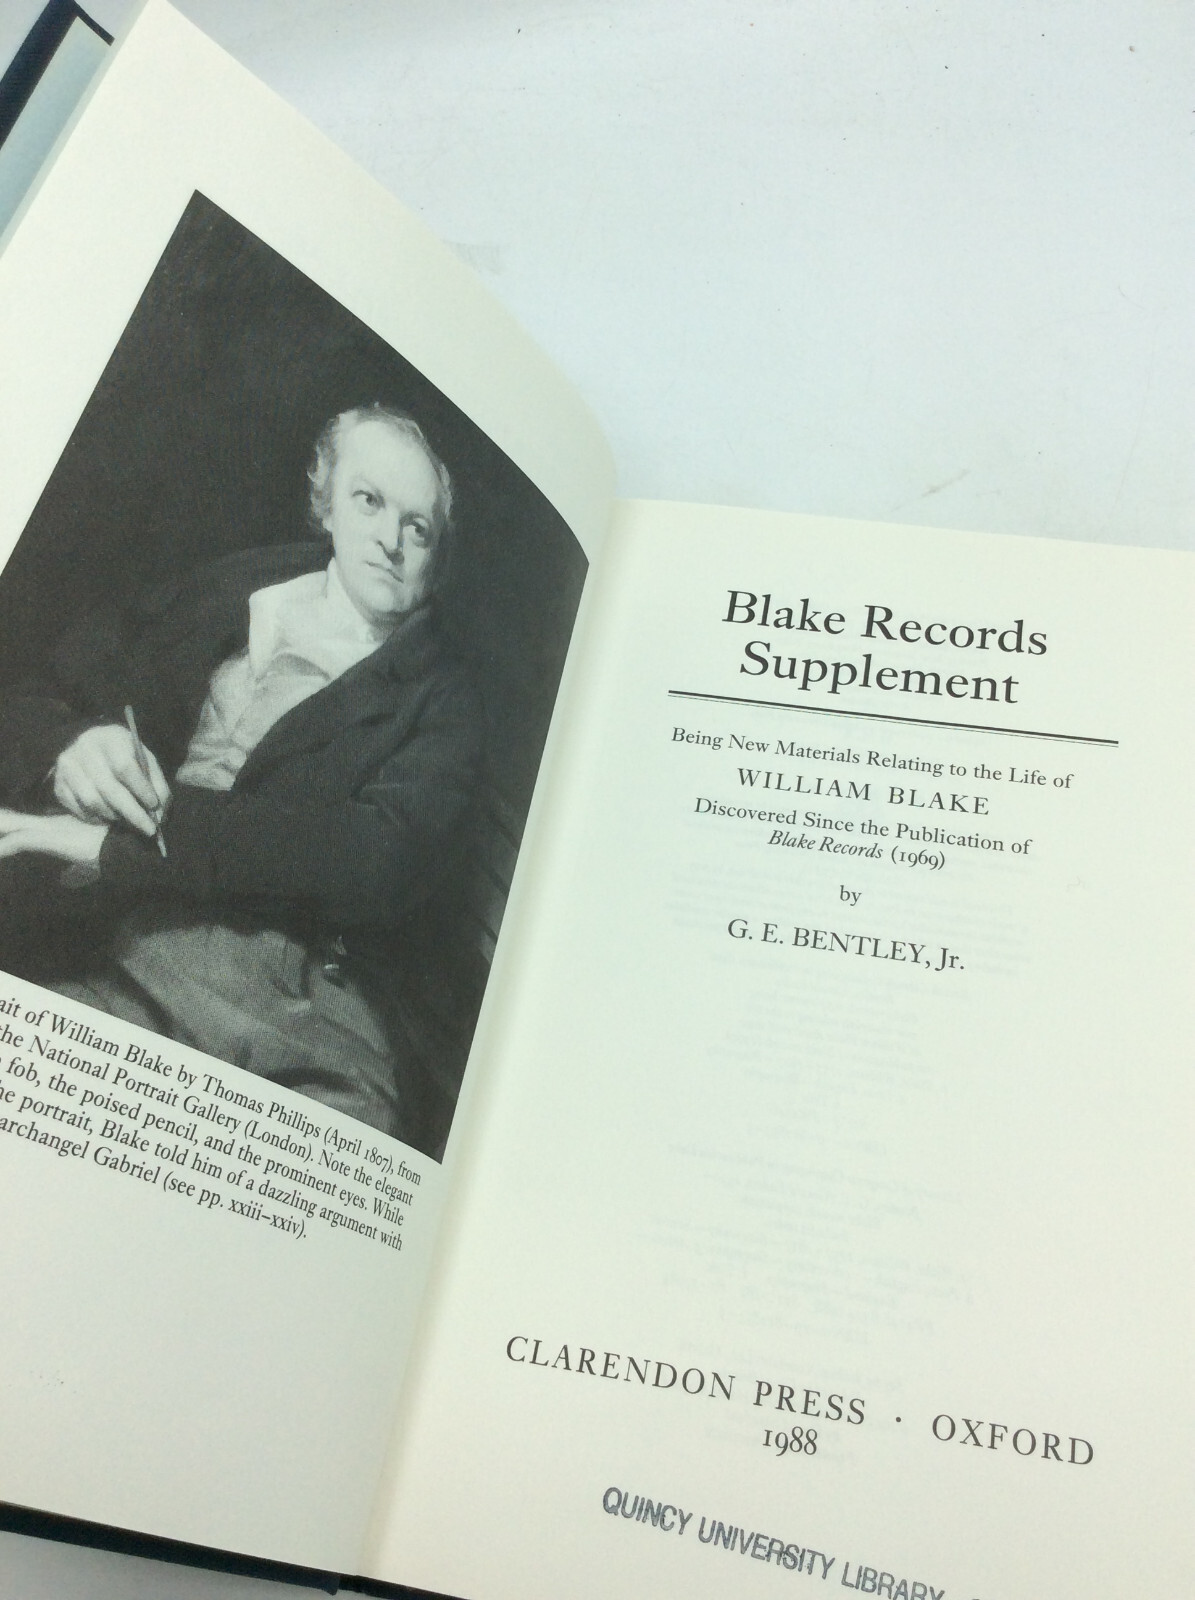 ait of William Blake by Thomas Phillips (April 1807), from
the National Portrait Gallery (London). Note the elegant
fob, the poised pencil, and the prominent eyes. While
he portrait, Blake told him of a dazzling argument with
archangel Gabriel (see pp. xxiii–xxiv).
Blake Records
Supplement
Being New Materials Relating to the Life of
WILLIAM BLAKE
Discovered Since the Publication of
Blake Records (1969)
by
G. E. BENTLEY, Jr.
CLARENDON PRESS · OXFORD
1988
QUINCY UNIVERSITY LIBRARY